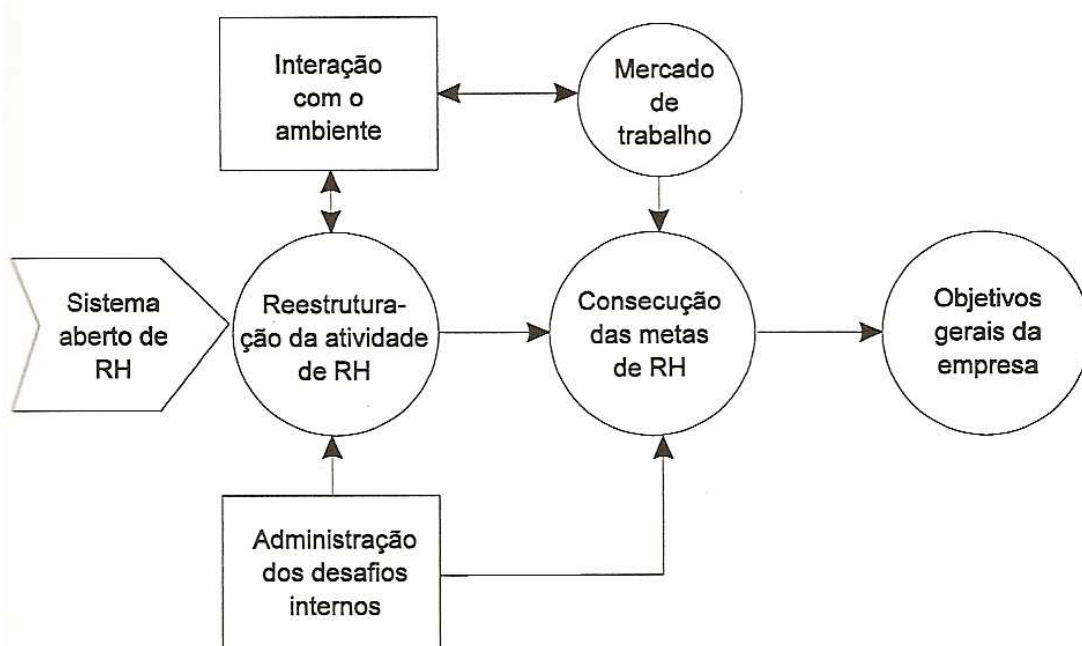 Interação
com o
ambiente
Mercado
de
trabalho
Sistema
aberto de
RH
Reestrutura-
ção da atividade
de RH
Consecução
das metas
de RH
Objetivos
gerais da
empresa
Administração
dos desafios
internos